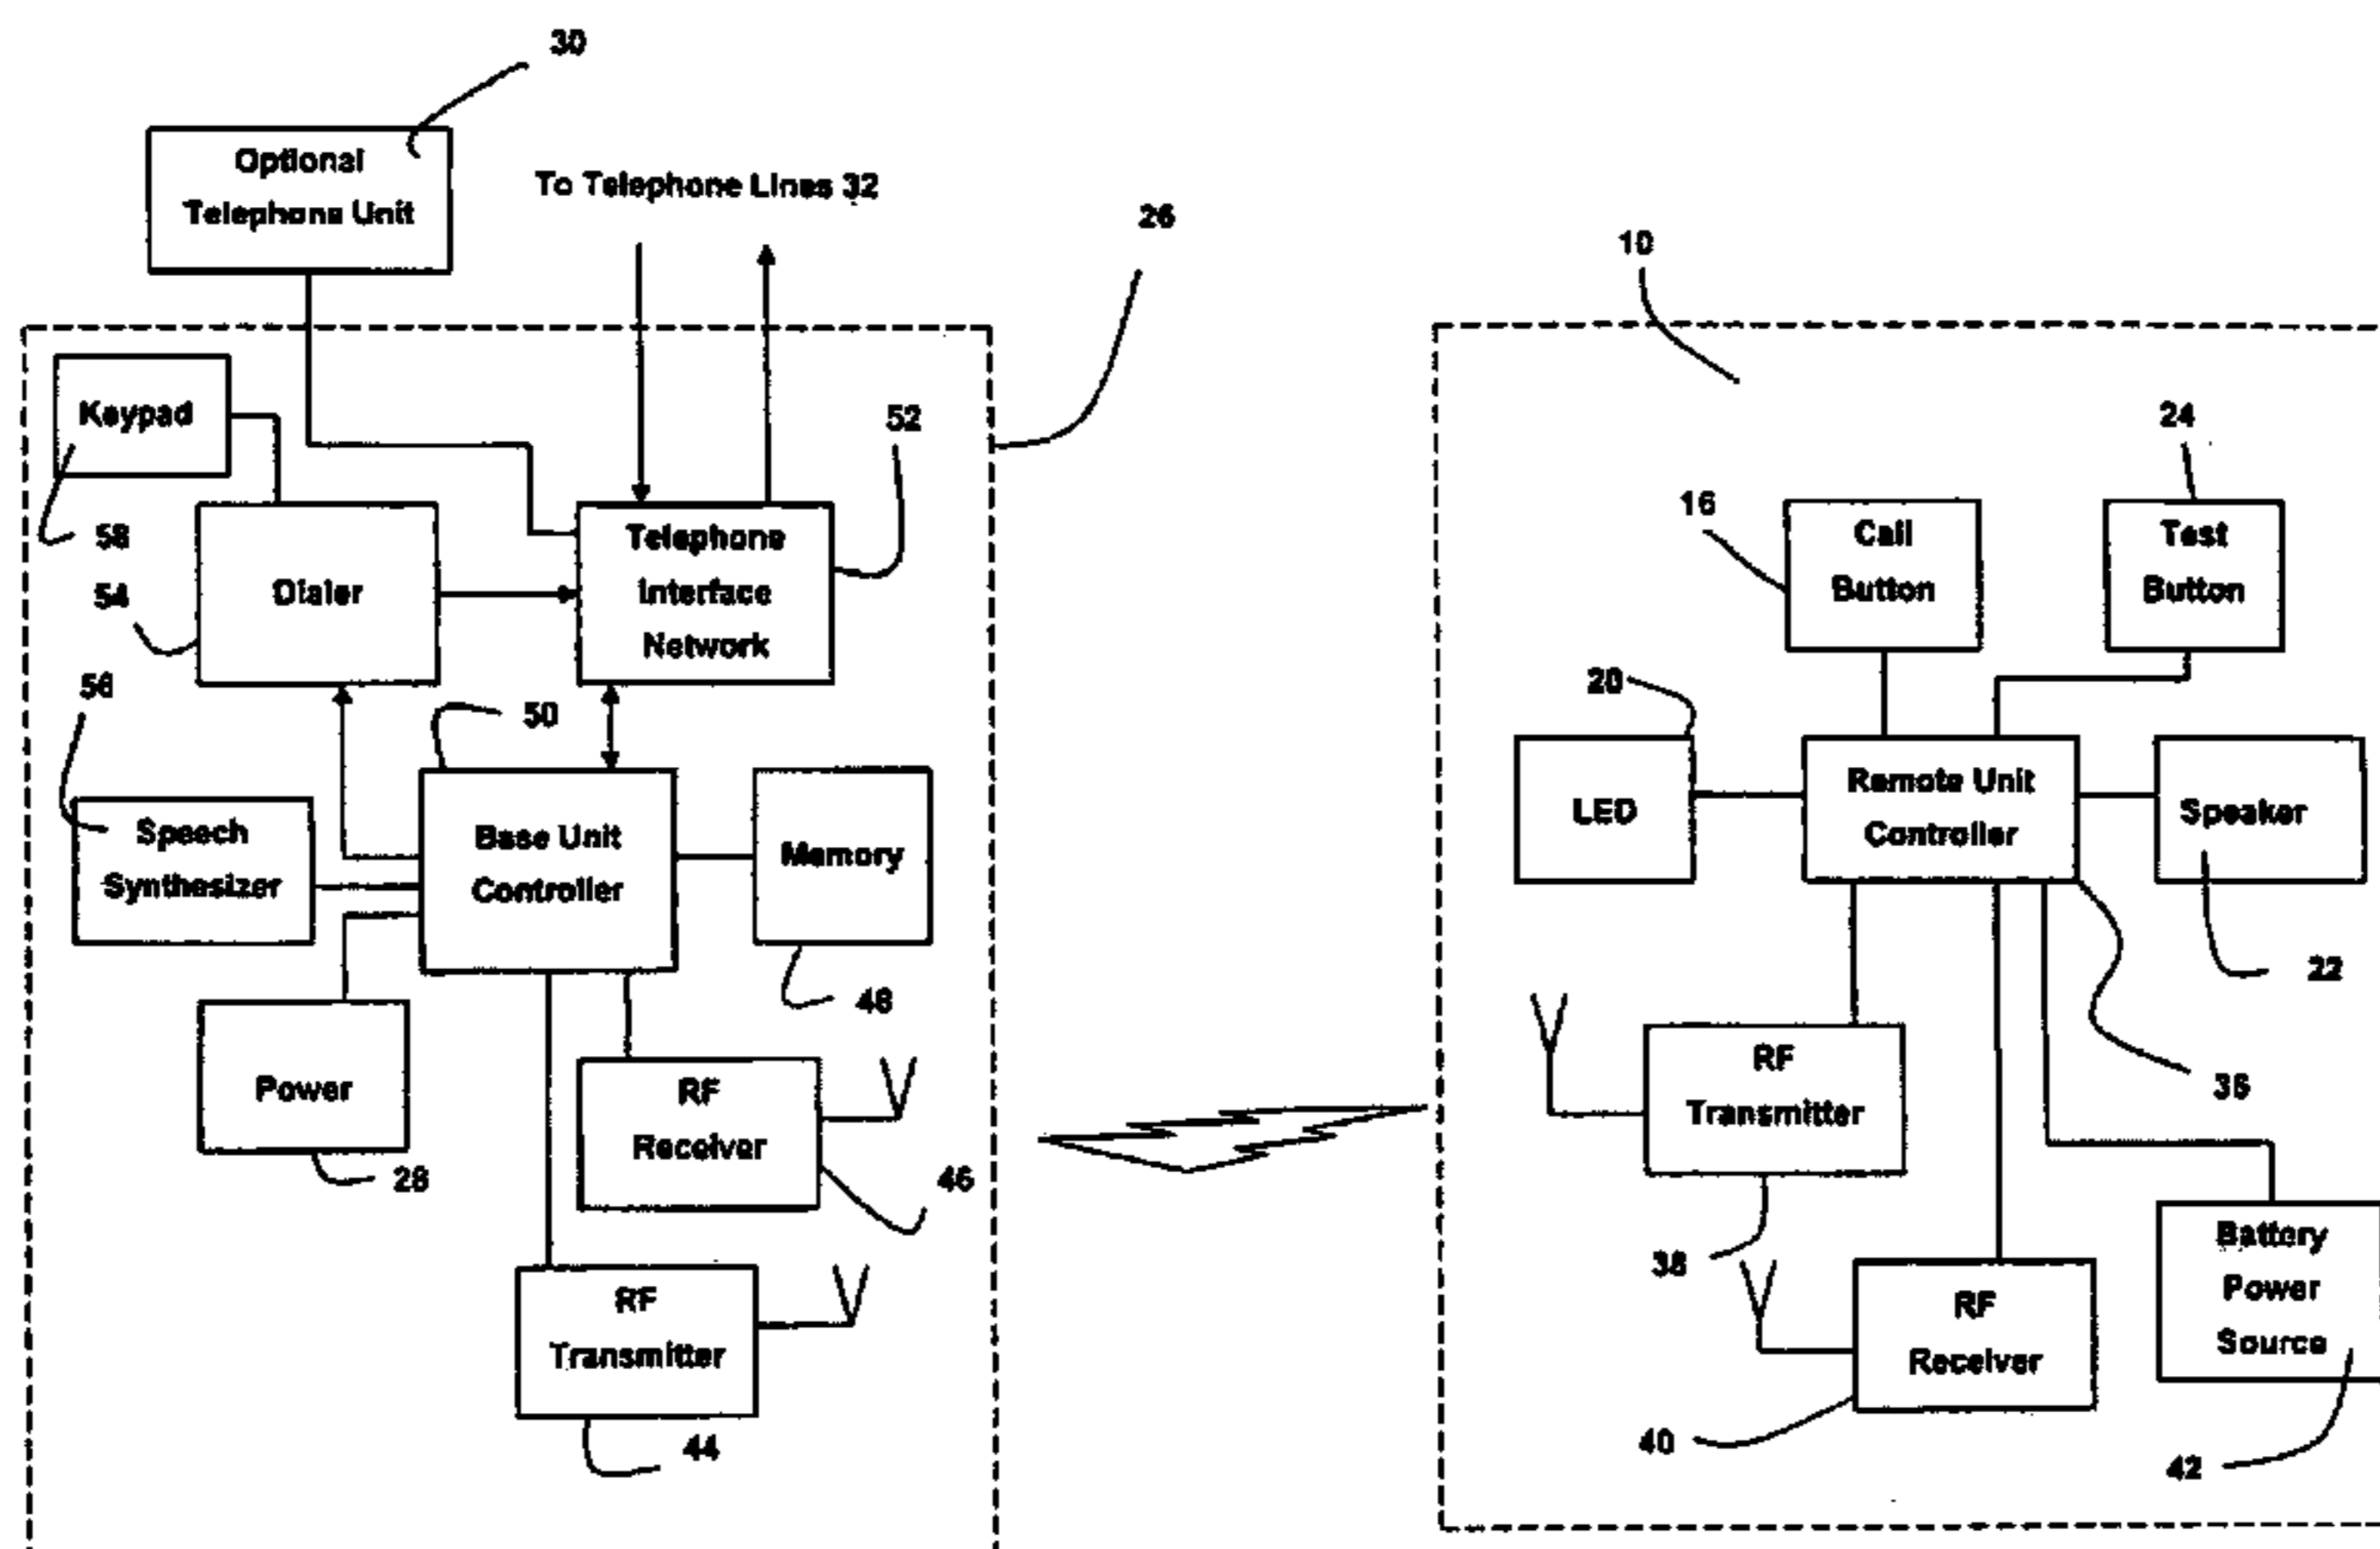 30
Optional
Telephone Unit
To Telephone Lines 32
26
10
Keypad
52
24
16
Call
Button
Test
Button
58
Telephone
Interface
Network
54
Dialer
56
50
20
LED
Remote Unit
Controller
Speaker
Speech
Synthesizer
Base Unit
Controller
Memory
22
48
Power
RF
Receiver
RF
Transmitter
36
28
46
Battery
Power
Source
38
RF
Transmitter
RF
Receiver
44
40
42